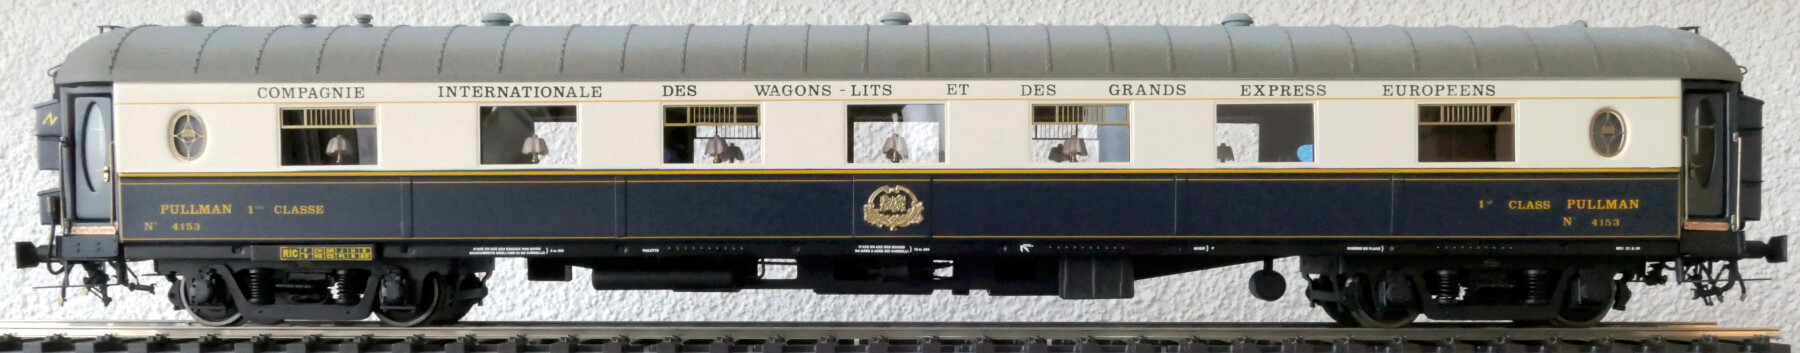 COMPAGNIE INTERNATIONALE DES WAGONS-LITS ET DES GRANDS EXPRESS EUROPEENS
PULLMAN 1ère CLASSE
N° 4153
1st CLASS PULLMAN
N° 4153
RIC
TOILETTE